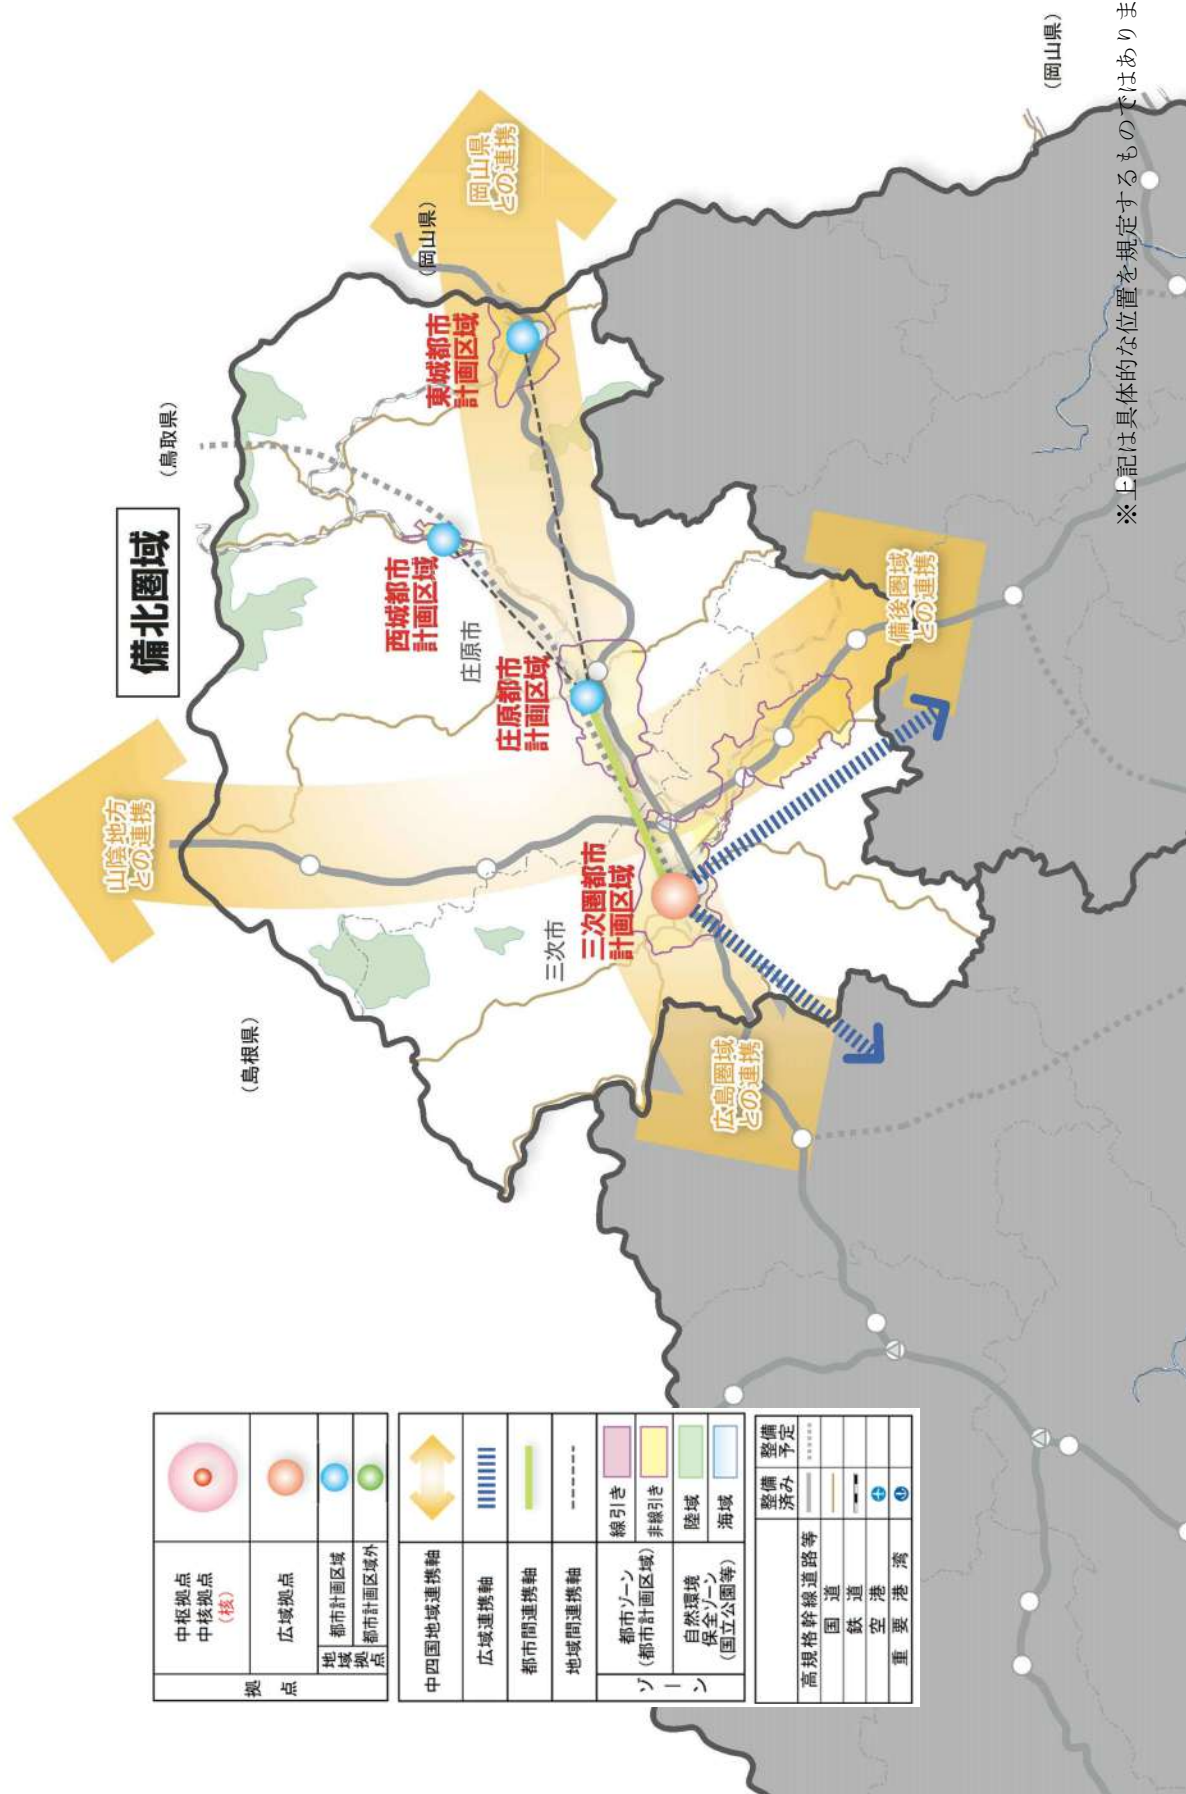 備北圏域
(鳥取県)
(島根県)
(岡山県)
(岡山県)
山陰地方
との連携
岡山県
との連携
備後圏域
との連携
広島圏域
との連携
東城都市
計画区域
西城都市
計画区域
庄原市
庄原都市
計画区域
三次市
三次圏都市
計画区域
拠点
中枢拠点
中核拠点
(核)
広域拠点
地域拠点
都市計画区域
都市計画区域外
中四国地域連携軸
広域連携軸
都市間連携軸
地域間連携軸
ゾーン
都市ゾーン
(都市計画区域)
線引き
非線引き
自然環境
保全ゾーン
(国立公園等)
陸域
海域
整備
済み
整備
予定
高規格幹線道路等
国道
鉄道
空港
重要港湾
※上記は具体的な位置を規定するものではありま